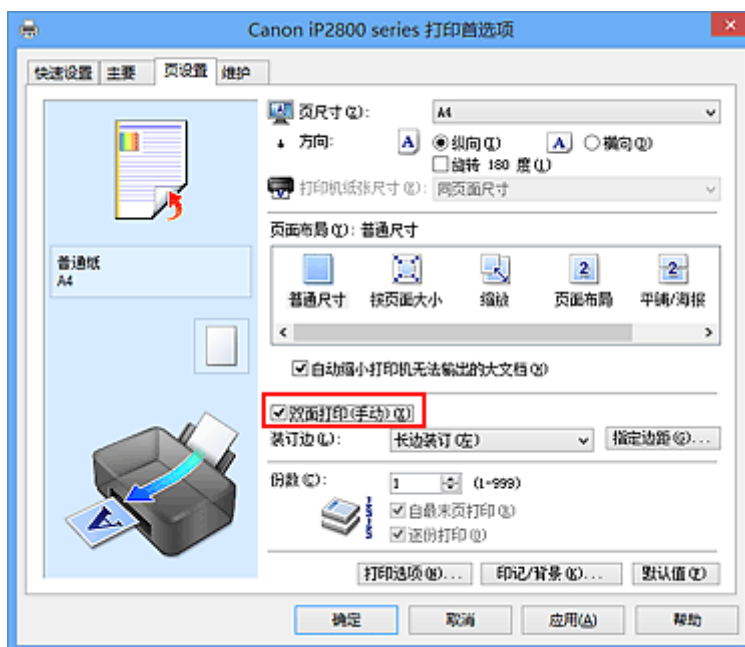 Canon iP2800 series 打印首选项
快速设置 主要 页设置 维护
页尺寸(Z): A4
方向: A 纵向(T) A 横向(D)
旋转 180 度(L)
打印机纸张尺寸 同页面尺寸
页面布局(Y): 普通尺寸
普通纸
A4
2 2
普通尺寸 按页面大小 缩放 页面布局 平铺/海报
自动缩小打印机无法输出的大文档
双面打印(手动)(X)
装订边(L): 长边装订(左) 指定边距(G)...
份数(C): 1 (1-999)
自最末页打印
逐份打印
A
打印选项 ... 印记/背景 ... 默认值
确定 取消 应用(A) 帮助